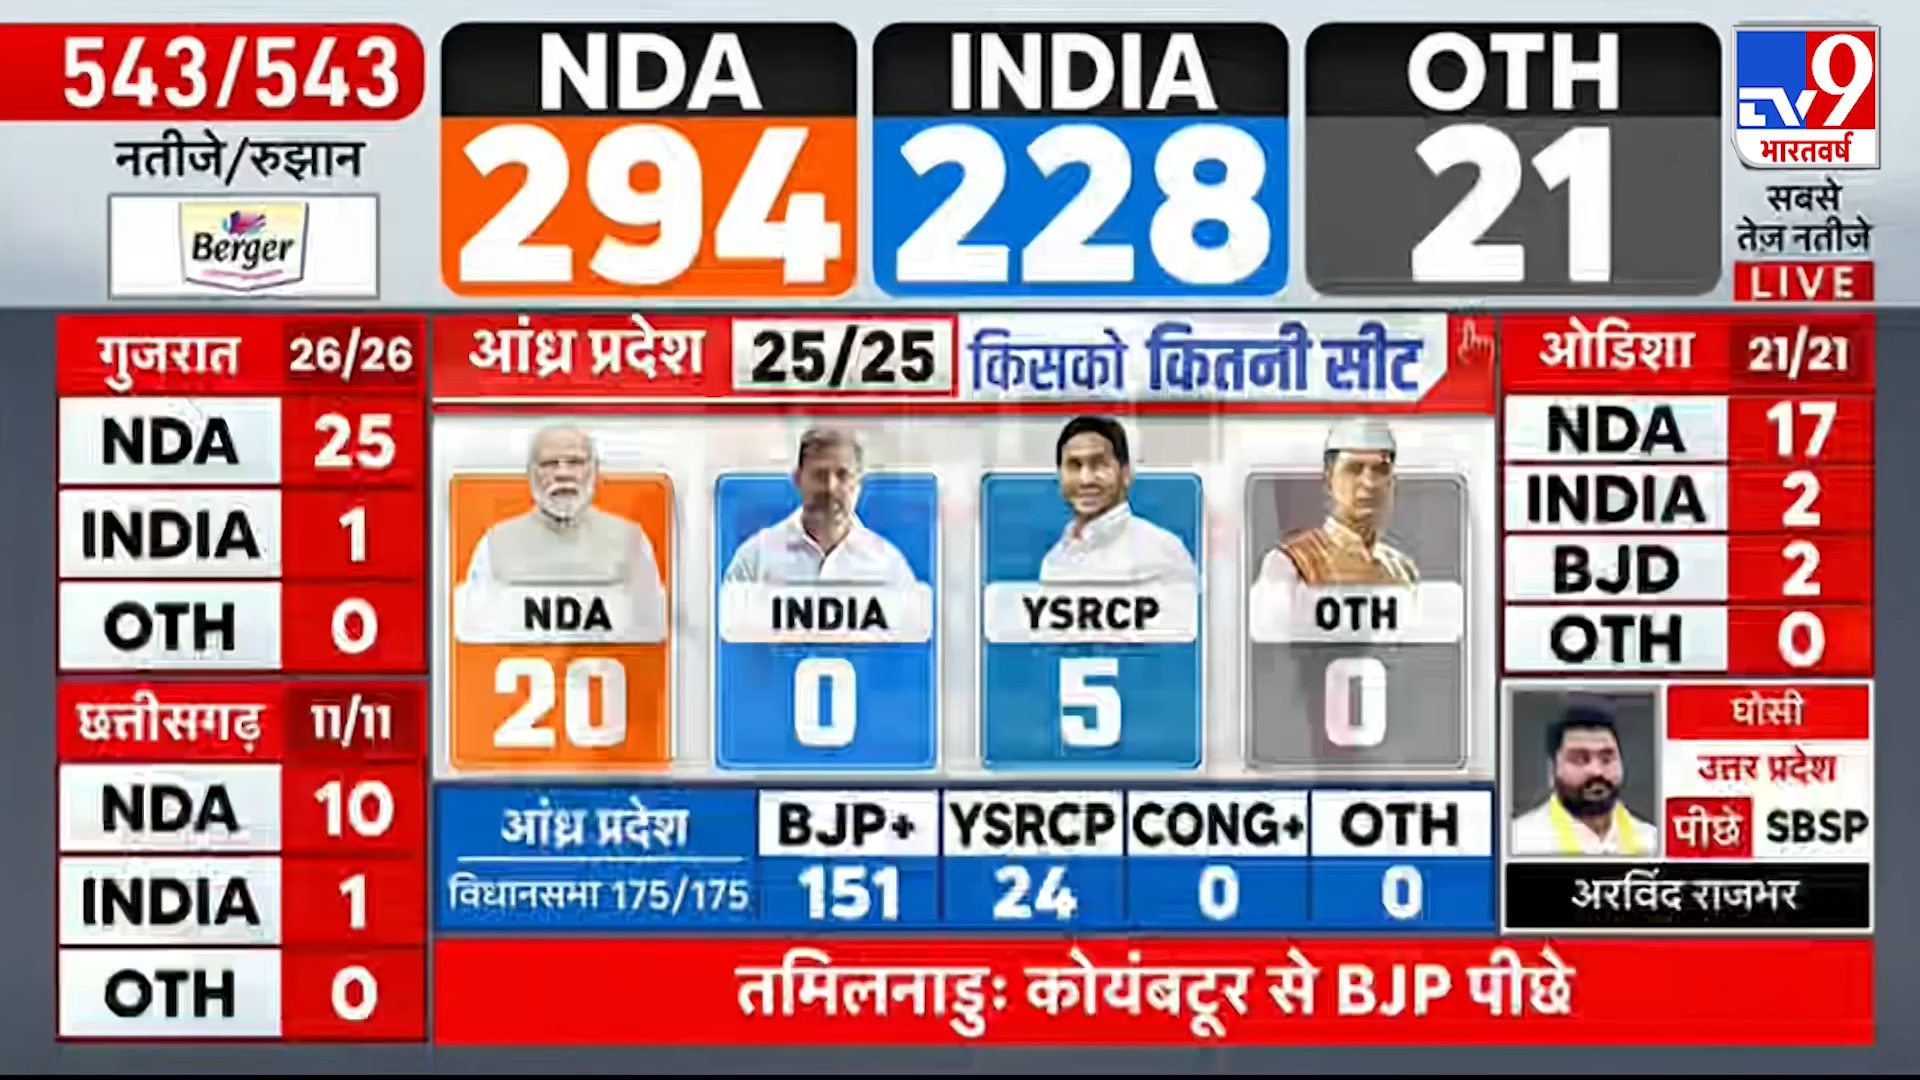 543/543
नतीजे/रुझान
Berger
NDA
294
INDIA
228
OTH
21
TV9
भारतवर्ष
सबसे
तेज़ नतीजे
LIVE
गुजरात 26/26
NDA 25
INDIA 1
OTH 0
छत्तीसगढ़ 11/11
NDA 10
INDIA 1
OTH 0
आंध्र प्रदेश 25/25 किसको कितनी सीट
NDA
20
INDIA
0
YSRCP
5
OTH
0
आंध्र प्रदेश BJP+ YSRCP CONG+ OTH
विधानसभा 175/175 151 24 0 0
ओडिशा 21/21
NDA 17
INDIA 2
BJD 2
OTH 0
घोसी
उत्तर प्रदेश
पीछे SBSP
अरविंद राजभर
तमिलनाडुः कोयंबटूर से BJP पीछे